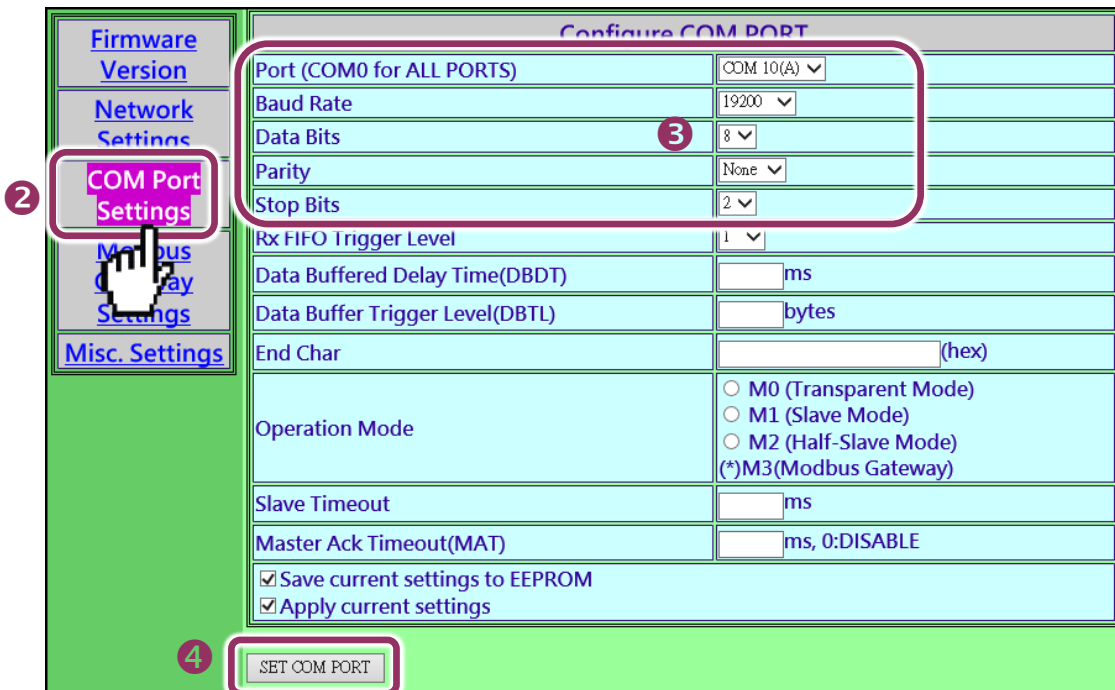 Firmware
Version
Network
Settings
COM Port
Settings
Settings
Misc. Settings
Configure COM PORT
Port (COM0 for ALL PORTS) COM 10(A)
Baud Rate 19200
Data Bits 8
Parity None
Stop Bits 2
Rx FIFO Trigger Level 1
Data Buffered Delay Time(DBDT) ms
Data Buffer Trigger Level(DBTL) bytes
End Char (hex)
Operation Mode
M0 (Transparent Mode)
M1 (Slave Mode)
M2 (Half-Slave Mode)
(*)M3(Modbus Gateway)
Slave Timeout ms
Master Ack Timeout(MAT) ms, 0:DISABLE
Save current settings to EEPROM
Apply current settings
SET COM PORT
2
3
4